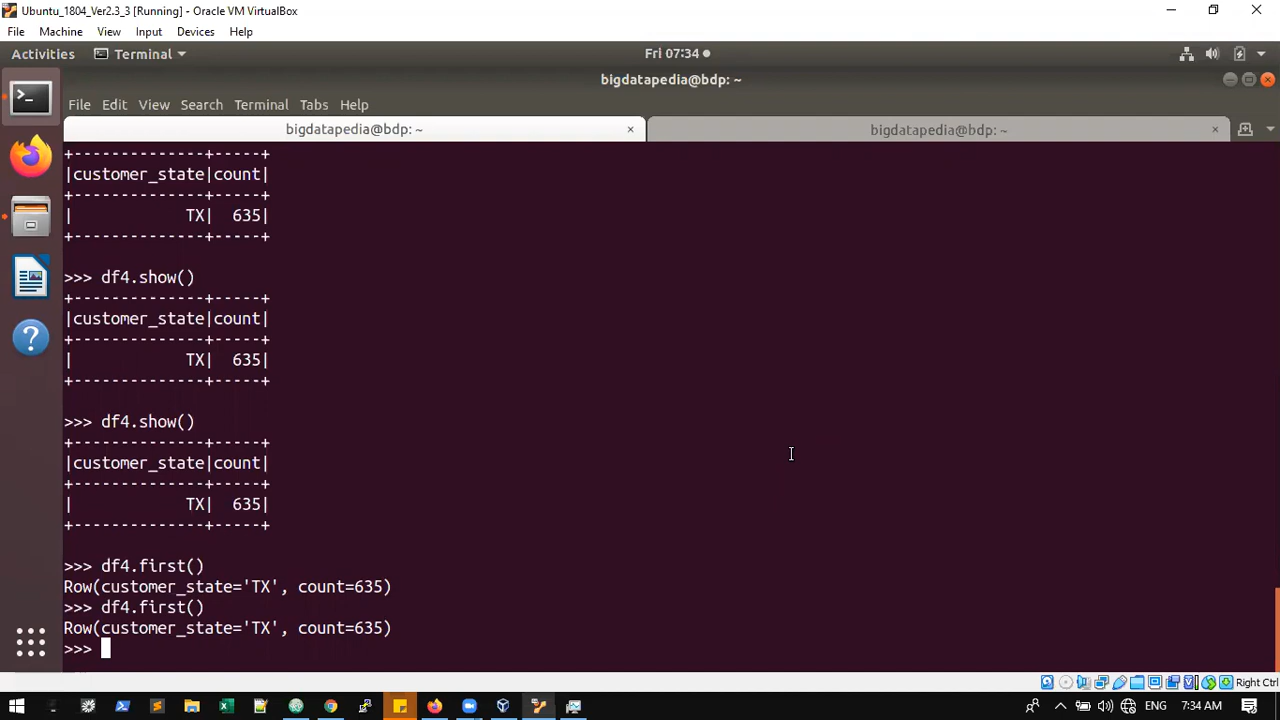 Ubuntu_1804_Ver2.3_3 [Running] - Oracle VM VirtualBox
File Machine View Input Devices Help
Activities Terminal Fri 07:34
bigdatapedia@bdp: ~
File Edit View Search Terminal Tabs Help
bigdatapedia@bdp: ~ × bigdatapedia@bdp: ~ ×
+--------------+-----+
|customer_state|count|
+--------------+-----+
|            TX|  635|
+--------------+-----+
>>> df4.show()
+--------------+-----+
|customer_state|count|
+--------------+-----+
|            TX|  635|
+--------------+-----+
>>> df4.show()
+--------------+-----+
|customer_state|count|
+--------------+-----+
|            TX|  635|
+--------------+-----+
>>> df4.first()
Row(customer_state='TX', count=635)
>>> df4.first()
Row(customer_state='TX', count=635)
>>>
Right Ctrl
ENG 7:34 AM